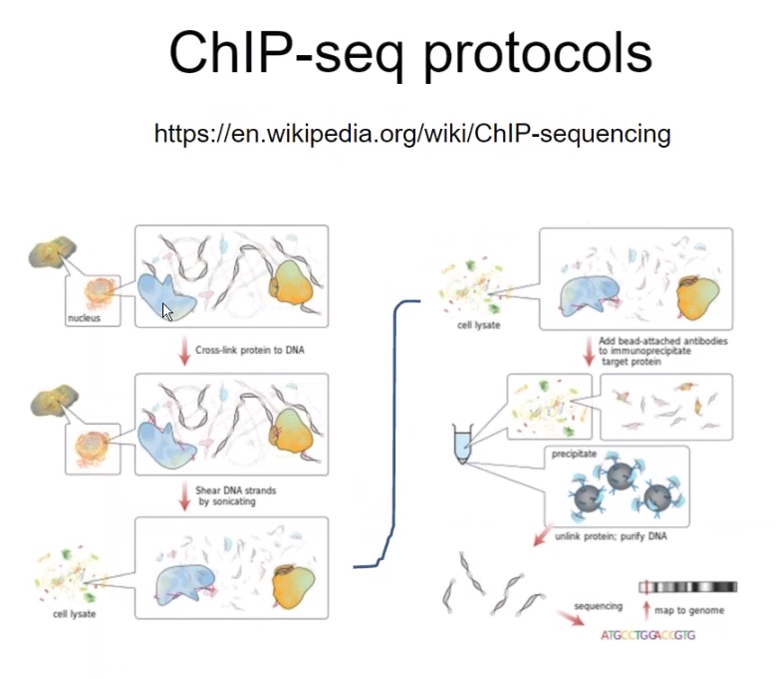 ChIP-seq protocols
https://en.wikipedia.org/wiki/ChIP-sequencing
nucleus
Cross-link protein to DNA
Shear DNA strands
by sonicating
cell lysate
cell lysate
Add bead-attached antibodies
to immunoprecipitate
target protein
precipitate
unlink protein; purify DNA
sequencing
map to genome
ATGCCTGGACCGTG